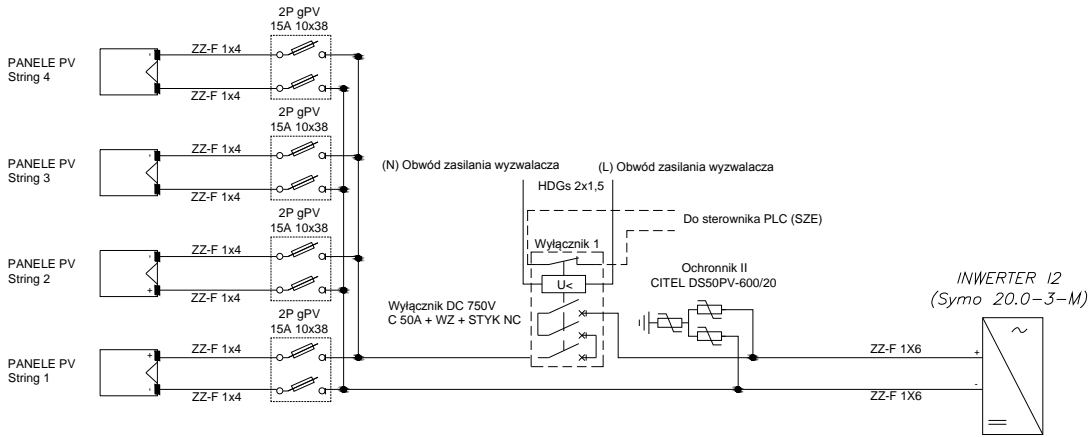 2P gPV
15A 10x38
PANELE PV
String 4
-
ZZ-F 1x4
ZZ-F 1x4
2P gPV
15A 10x38
PANELE PV
String 3
-
ZZ-F 1x4
ZZ-F 1x4
(N) Obwód zasilania wyzwalacza
(L) Obwód zasilania wyzwalacza
HDGs 2x1,5
2P gPV
15A 10x38
Do sterownika PLC (SZE)
PANELE PV
String 2
-
+
ZZ-F 1x4
ZZ-F 1x4
Wyłącznik 1
U<
Ochronnik II
CITEL DS50PV-600/20
INWERTER I2
(Symo 20.0-3-M)
Wyłącznik DC 750V
C 50A + WZ + STYK NC
2P gPV
15A 10x38
PANELE PV
String 1
+
-
ZZ-F 1x4
ZZ-F 1x4
ZZ-F 1X6
+
ZZ-F 1X6
-